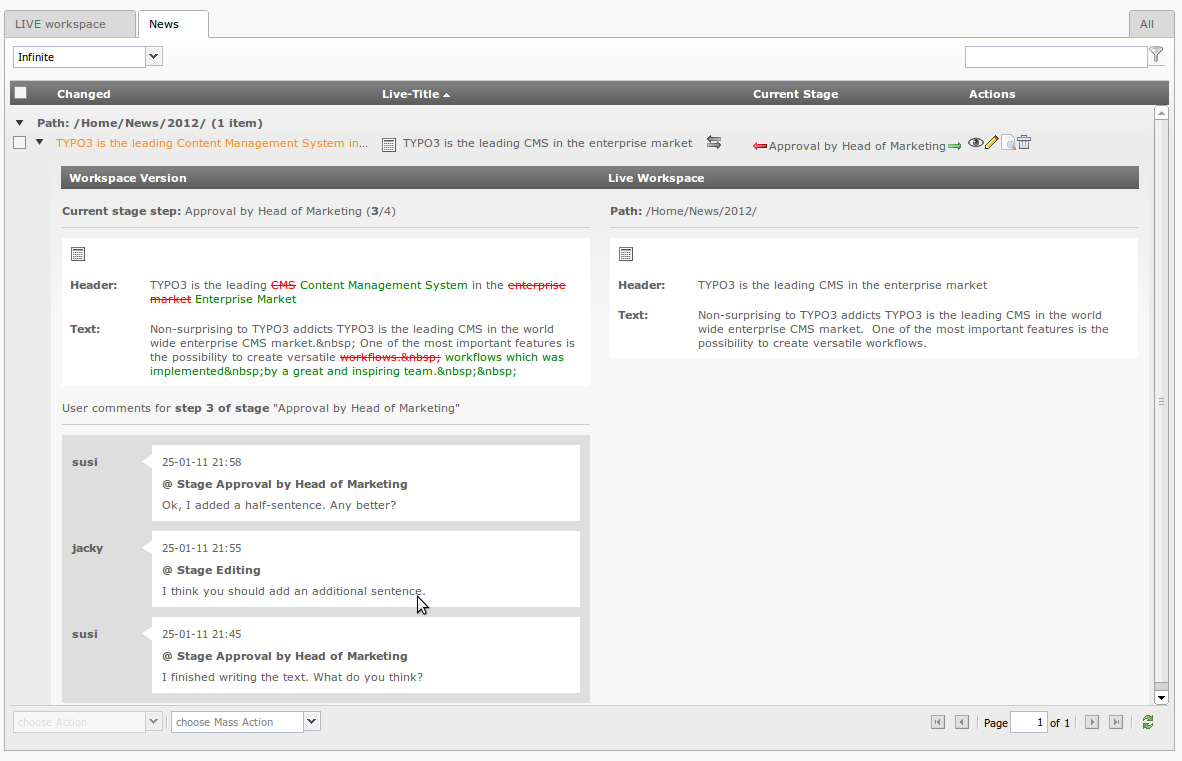 LIVE workspace News All
Infinite
Changed Live-Title Current Stage Actions
Path: /Home/News/2012/ (1 item)
TYPO3 is the leading Content Management System in... TYPO3 is the leading CMS in the enterprise market Approval by Head of Marketing
Workspace Version Live Workspace
Current stage step: Approval by Head of Marketing (3/4)
Header: TYPO3 is the leading CMS Content Management System in the enterprise
market Enterprise Market
Text: Non-surprising to TYPO3 addicts TYPO3 is the leading CMS in the world
wide enterprise CMS market.&nbsp; One of the most important features is
the possibility to create versatile workflows.&nbsp; workflows which was
implemented&nbsp;by a great and inspiring team.&nbsp;&nbsp;
Path: /Home/News/2012/
Header: TYPO3 is the leading CMS in the enterprise market
Text: Non-surprising to TYPO3 addicts TYPO3 is the leading CMS in the world
wide enterprise CMS market.  One of the most important features is the
possibility to create versatile workflows.
User comments for step 3 of stage "Approval by Head of Marketing"
susi 25-01-11 21:58
@ Stage Approval by Head of Marketing
Ok, I added a half-sentence. Any better?
jacky 25-01-11 21:55
@ Stage Editing
I think you should add an additional sentence.
susi 25-01-11 21:45
@ Stage Approval by Head of Marketing
I finished writing the text. What do you think?
choose Action choose Mass Action Page 1 of 1